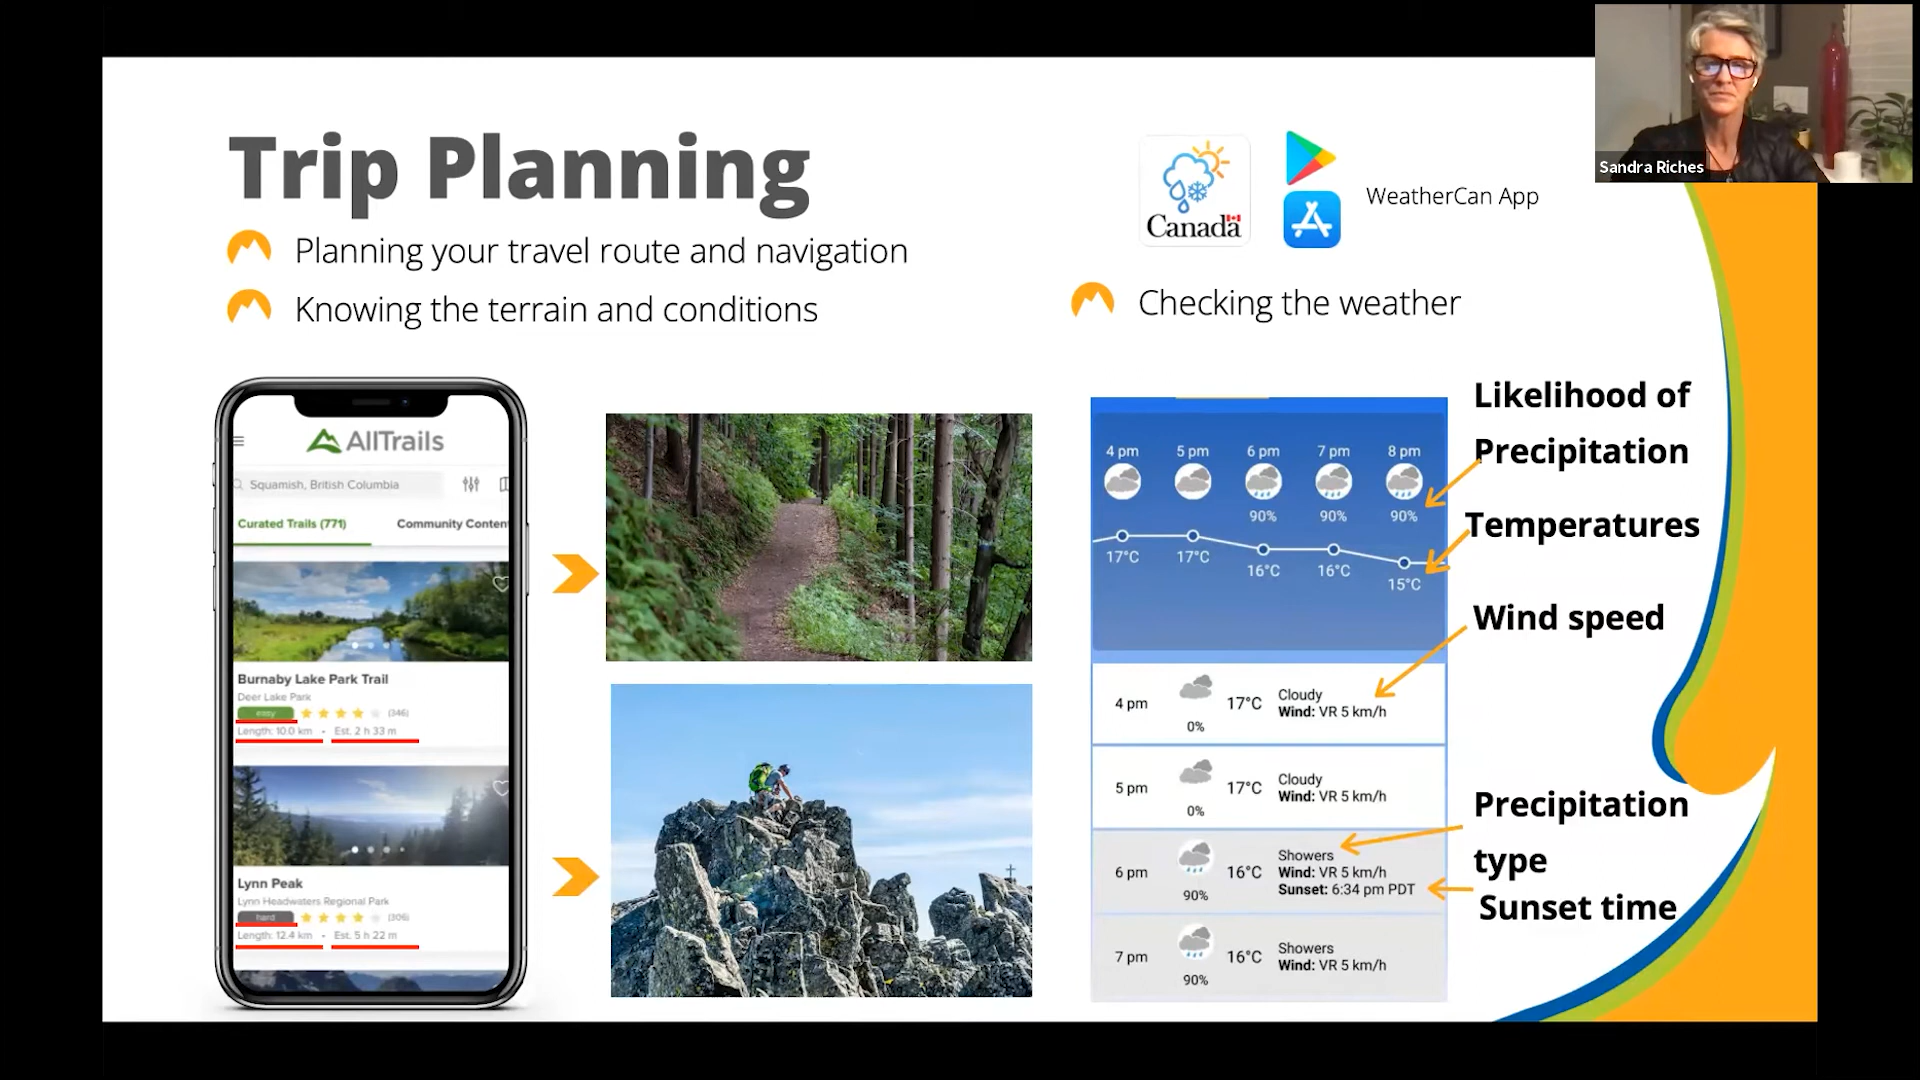 Trip Planning
Planning your travel route and navigation
Knowing the terrain and conditions
Canada
WeatherCan App
Checking the weather
Sandra Riches
AllTrails
Squamish, British Columbia
Curated Trails (771)
Community Conten
Burnaby Lake Park Trail
Deer Lake Park
easy
(346)
Length: 10.0 km • Est. 2 h 33 m
Lynn Peak
Lynn Headwaters Regional Park
hard
(306)
Length: 12.4 km • Est. 5 h 22 m
4 pm 5 pm 6 pm 7 pm 8 pm
90% 90% 90%
17°C 17°C 16°C 16°C 15°C
4 pm
0%
17°C
Cloudy
Wind: VR 5 km/h
5 pm
0%
17°C
Cloudy
Wind: VR 5 km/h
6 pm
90%
16°C
Showers
Wind: VR 5 km/h
Sunset: 6:34 pm PDT
7 pm
90%
16°C
Showers
Wind: VR 5 km/h
Likelihood of
Precipitation
Temperatures
Wind speed
Precipitation
type
Sunset time